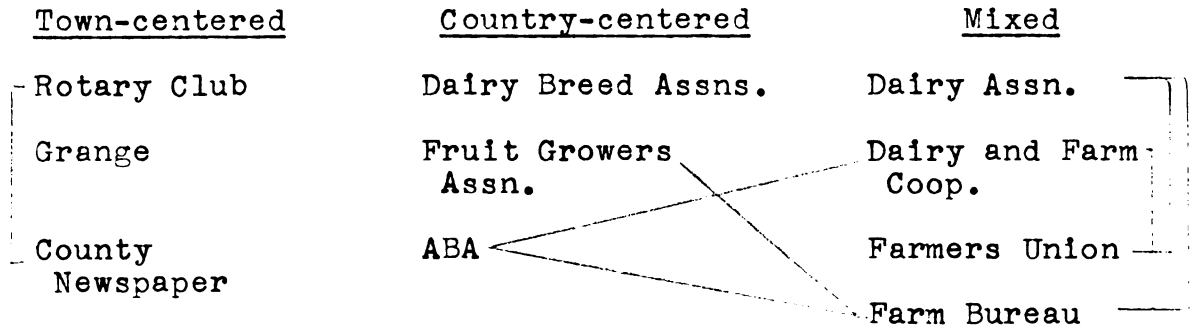 Town-centered Country-centered Mixed
Rotary Club Dairy Breed Assns. Dairy Assn.
Grange Fruit Growers Dairy and Farm
Assn. Coop.
County ABA Farmers Union
Newspaper
Farm Bureau